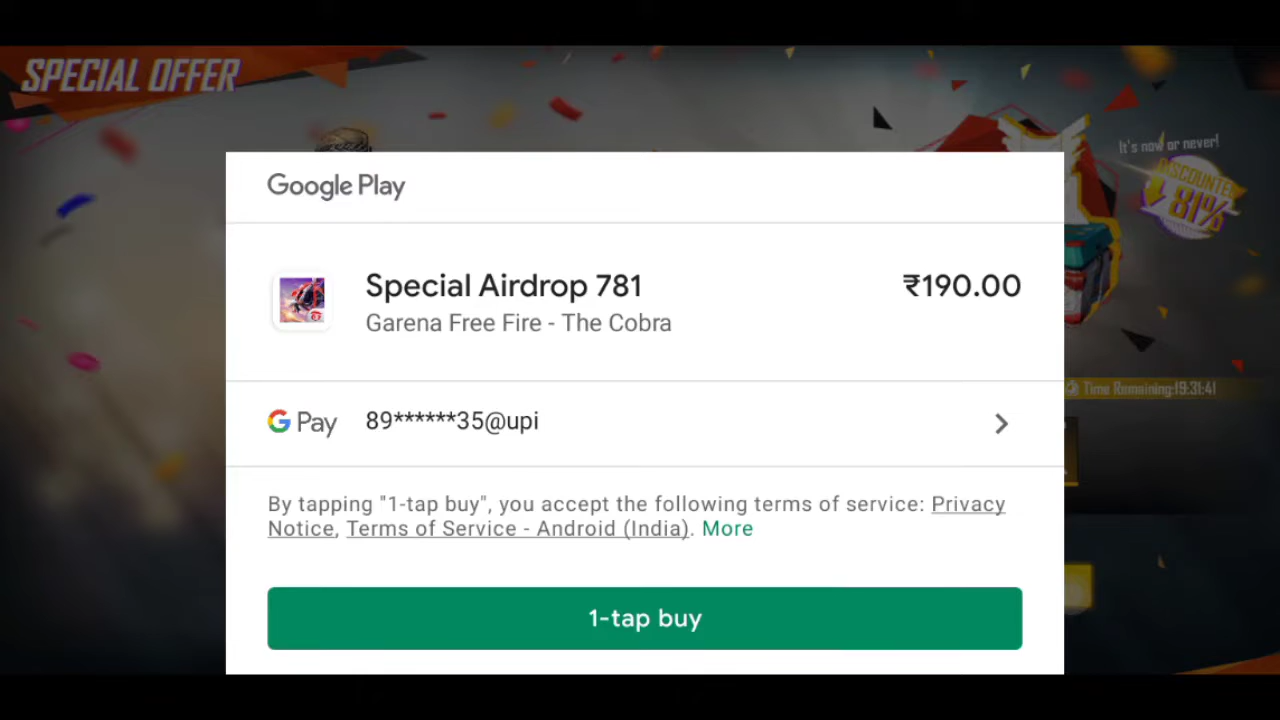 SPECIAL OFFER
It's now or never!
DISCOUNTED
81%
Google Play
Special Airdrop 781
₹190.00
Garena Free Fire - The Cobra
Time Remaining:19:31:41
G Pay
89******35@upi
By tapping "1-tap buy", you accept the following terms of service: Privacy
Notice, Terms of Service - Android (India). More
1-tap buy